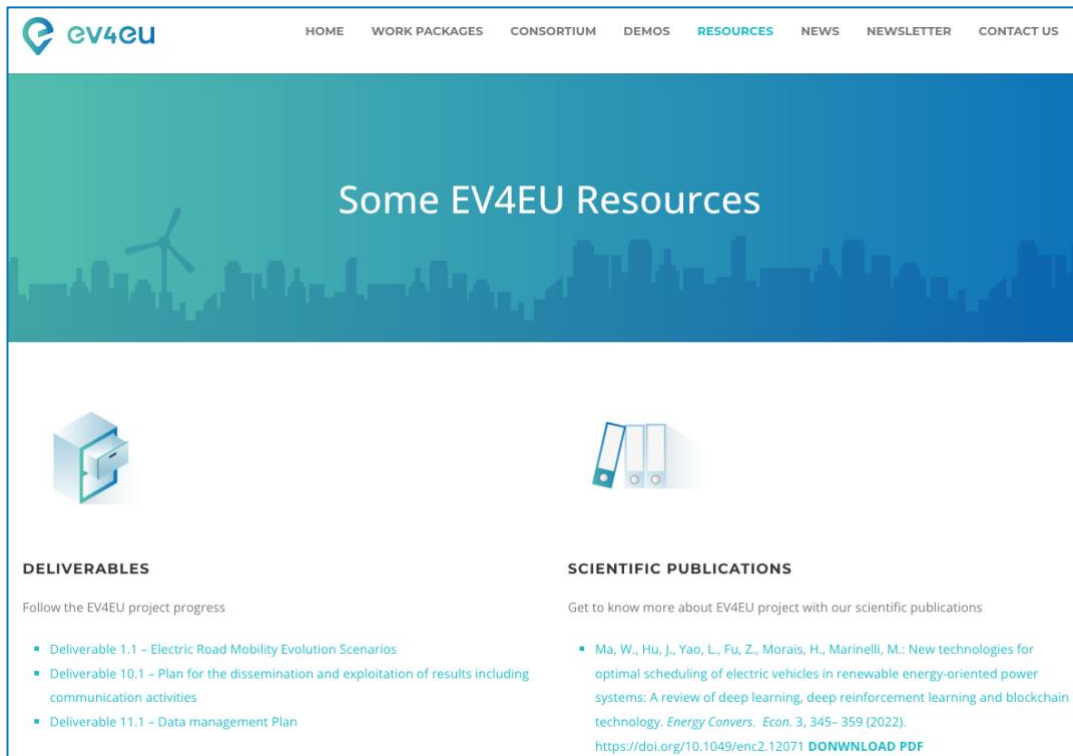 ev4eu
HOME WORK PACKAGES CONSORTIUM DEMOS RESOURCES NEWS NEWSLETTER CONTACT US
Some EV4EU Resources
DELIVERABLES
Follow the EV4EU project progress
Deliverable 1.1 – Electric Road Mobility Evolution Scenarios
Deliverable 10.1 – Plan for the dissemination and exploitation of results including
communication activities
Deliverable 11.1 – Data management Plan
SCIENTIFIC PUBLICATIONS
Get to know more about EV4EU project with our scientific publications
Ma, W., Hu, J., Yao, L., Fu, Z., Morais, H., Marinelli, M.: New technologies for
optimal scheduling of electric vehicles in renewable energy-oriented power
systems: A review of deep learning, deep reinforcement learning and blockchain
technology. Energy Convers. Econ. 3, 345– 359 (2022).
https://doi.org/10.1049/enc2.12071 DONWNLOAD PDF